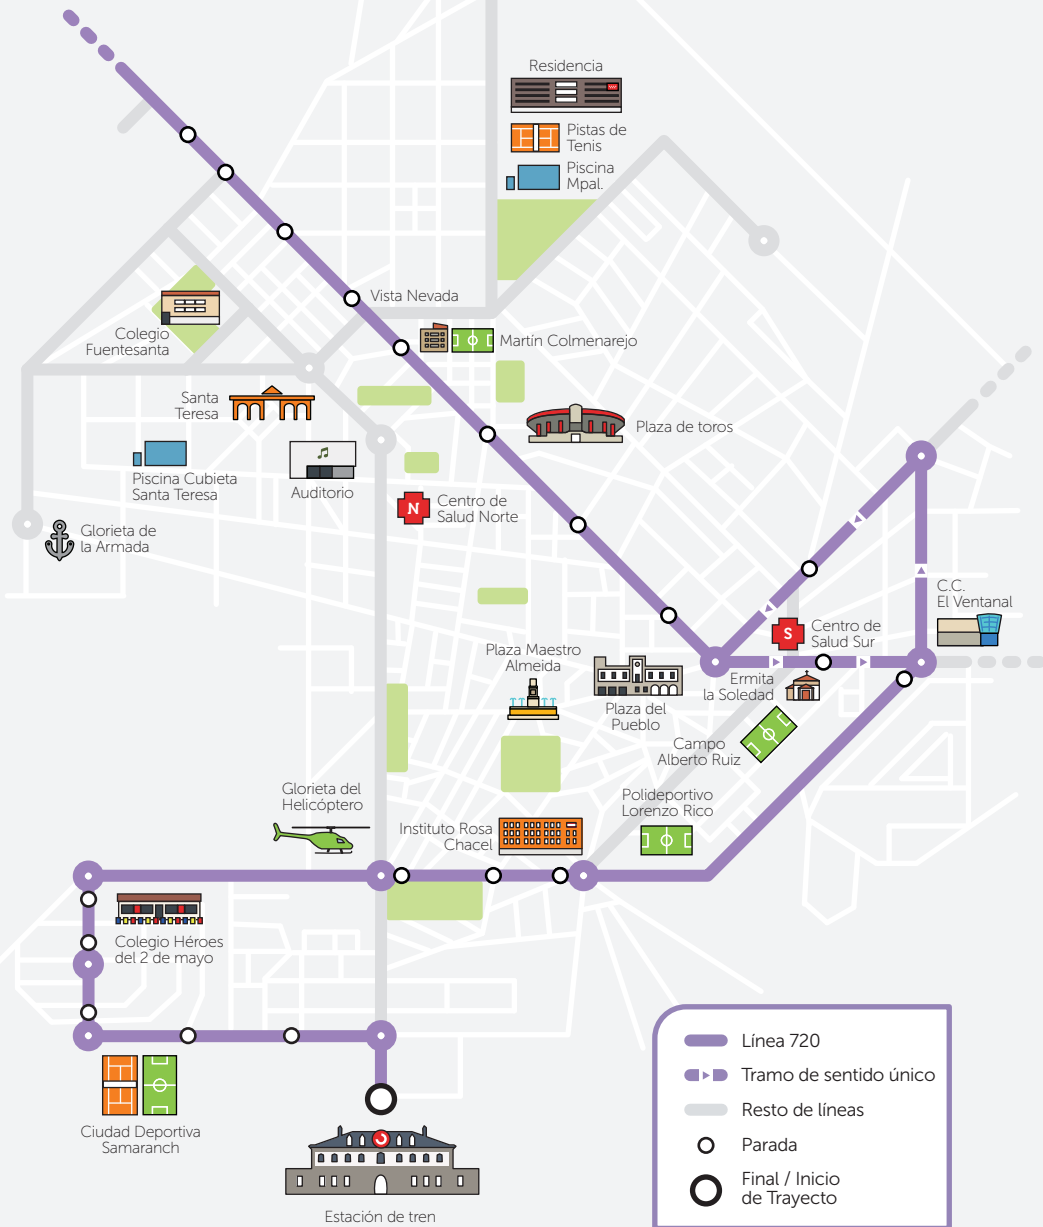 Residencia
Pistas de
Tenis
Piscina
Mpal.
Vista Nevada
Colegio
Fuentesanta
Martín Colmenarejo
Santa
Teresa
Plaza de toros
Piscina Cubieta
Santa Teresa
Auditorio
N
Centro de
Salud Norte
Glorieta de
la Armada
C.C.
El Ventanal
S
Centro de
Salud Sur
Plaza Maestro
Almeida
Ermita
la Soledad
Plaza del
Pueblo
Campo
Alberto Ruiz
Glorieta del
Helicóptero
Polideportivo
Lorenzo Rico
Instituto Rosa
Chacel
Colegio Héroes
del 2 de mayo
Ciudad Deportiva
Samaranch
Estación de tren
Línea 720
Tramo de sentido único
Resto de líneas
Parada
Final / Inicio
de Trayecto